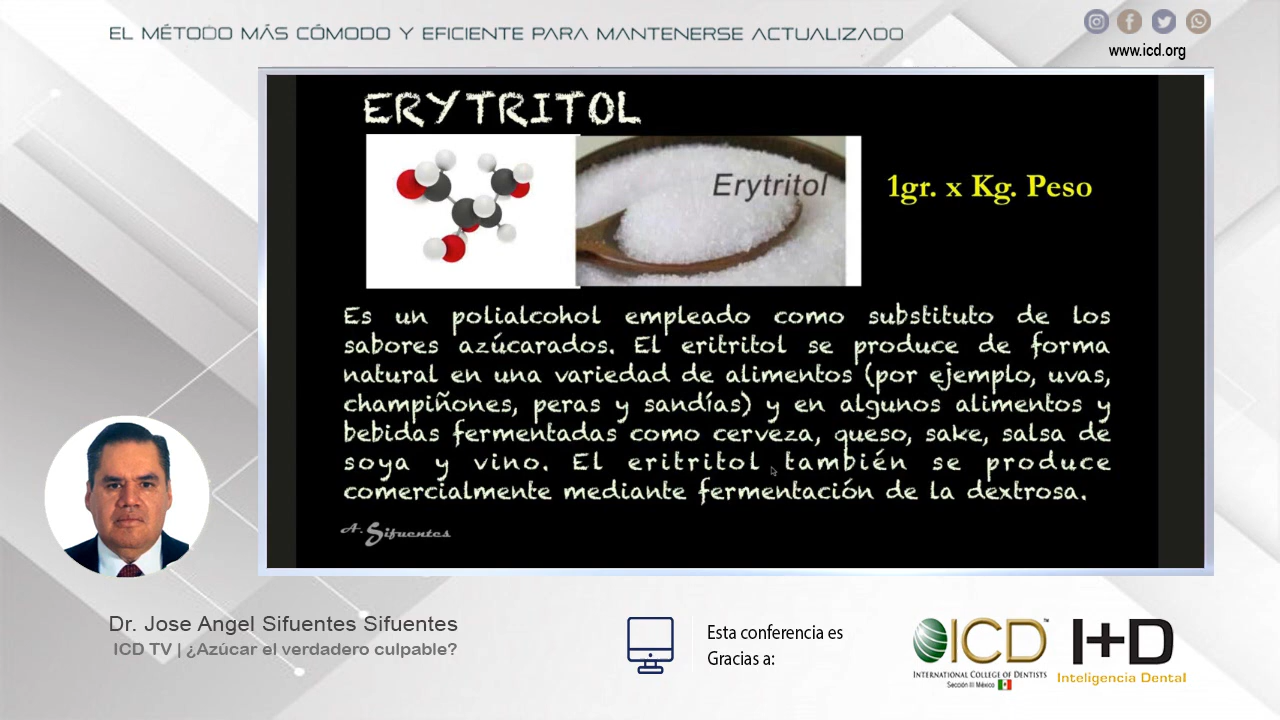 EL MÉTODO MÁS CÓMODO Y EFICIENTE PARA MANTENERSE ACTUALIZADO
www.icd.org
ERYTRITOL
Erytritol
1gr. x Kg. Peso
Es un polialcohol empleado como substituto de los
sabores azúcarados. El eritritol se produce de forma
natural en una variedad de alimentos (por ejemplo, uvas,
champiñones, peras y sandías) y en algunos alimentos y
bebidas fermentadas como cerveza, queso, sake, salsa de
soya y vino. El eritritol también se produce
comercialmente mediante fermentación de la dextrosa.
A. Sifuentes
Dr. Jose Angel Sifuentes Sifuentes
ICD TV | ¿Azúcar el verdadero culpable?
Esta conferencia es
Gracias a:
ICD™
INTERNATIONAL COLLEGE OF DENTISTS
Sección III México
I+D
Inteligencia Dental